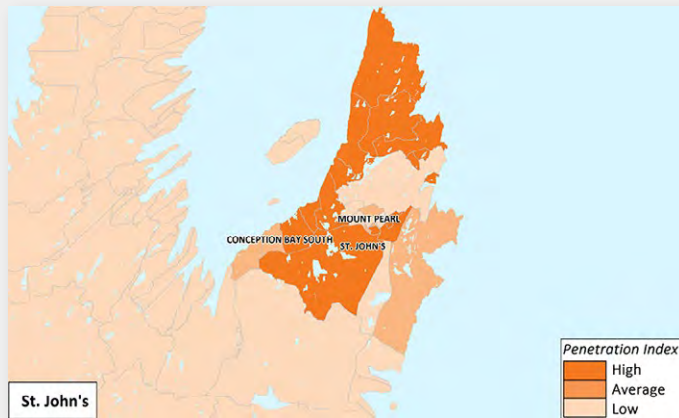 MOUNT PEARL
CONCEPTION BAY SOUTH
ST. JOHN'S
Penetration Index
High
Average
Low
St. John's